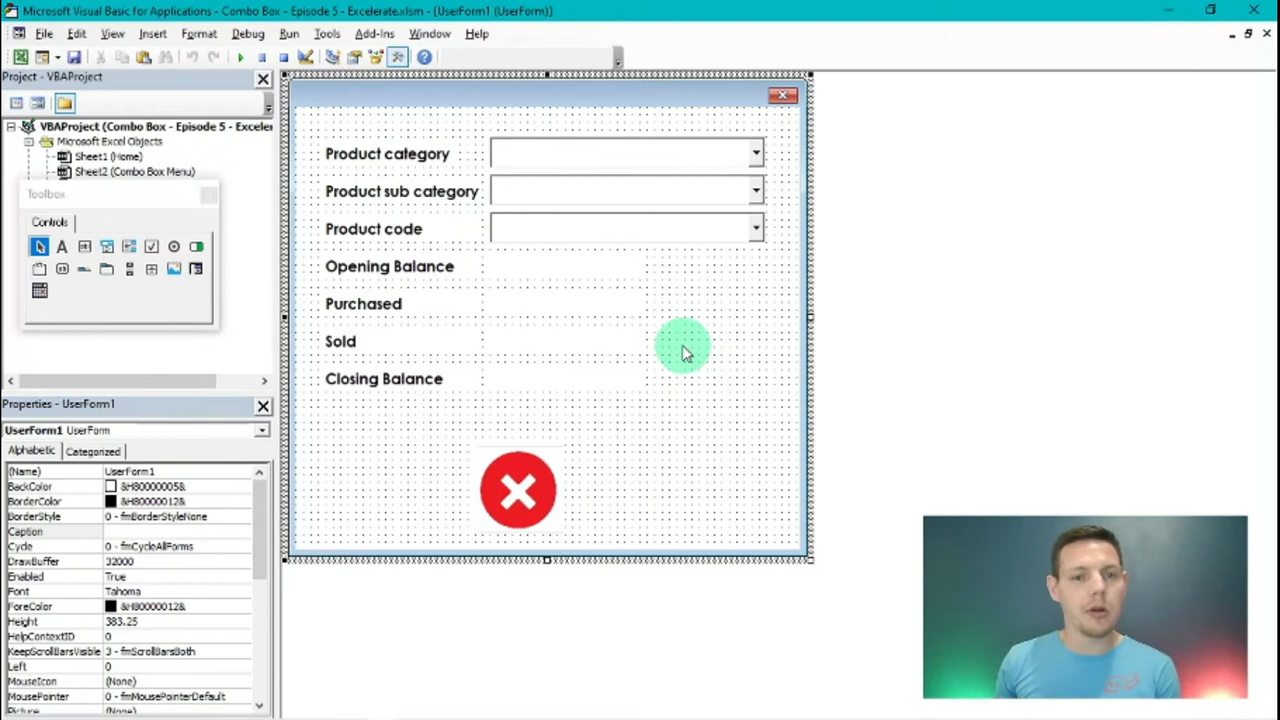 Microsoft Visual Basic for Applications - Combo Box - Episode 5 - Excelerate.xlsm - [UserForm1 (UserForm)]
File Edit View Insert Format Debug Run Tools Add-Ins Window Help
Project - VBAProject
VBAProject (Combo Box - Episode 5 - Exceler
Microsoft Excel Objects
Sheet1 (Home)
Sheet2 (Combo Box Menu)
Toolbox
Controls
Product category
Product sub category
Product code
Opening Balance
Purchased
Sold
Closing Balance
Properties - UserForm1
UserForm1 UserForm
Alphabetic Categorized
(Name) UserForm1
BackColor &H80000005&
BorderColor &H80000012&
BorderStyle 0 - fmBorderStyleNone
Caption
Cycle 0 - fmCycleAllForms
DrawBuffer 32000
Enabled True
Font Tahoma
ForeColor &H80000012&
Height 383.25
HelpContextID 0
KeepScrollBarsVisible 3 - fmScrollBarsBoth
Left 0
MouseIcon (None)
MousePointer 0 - fmMousePointerDefault
Picture (None)